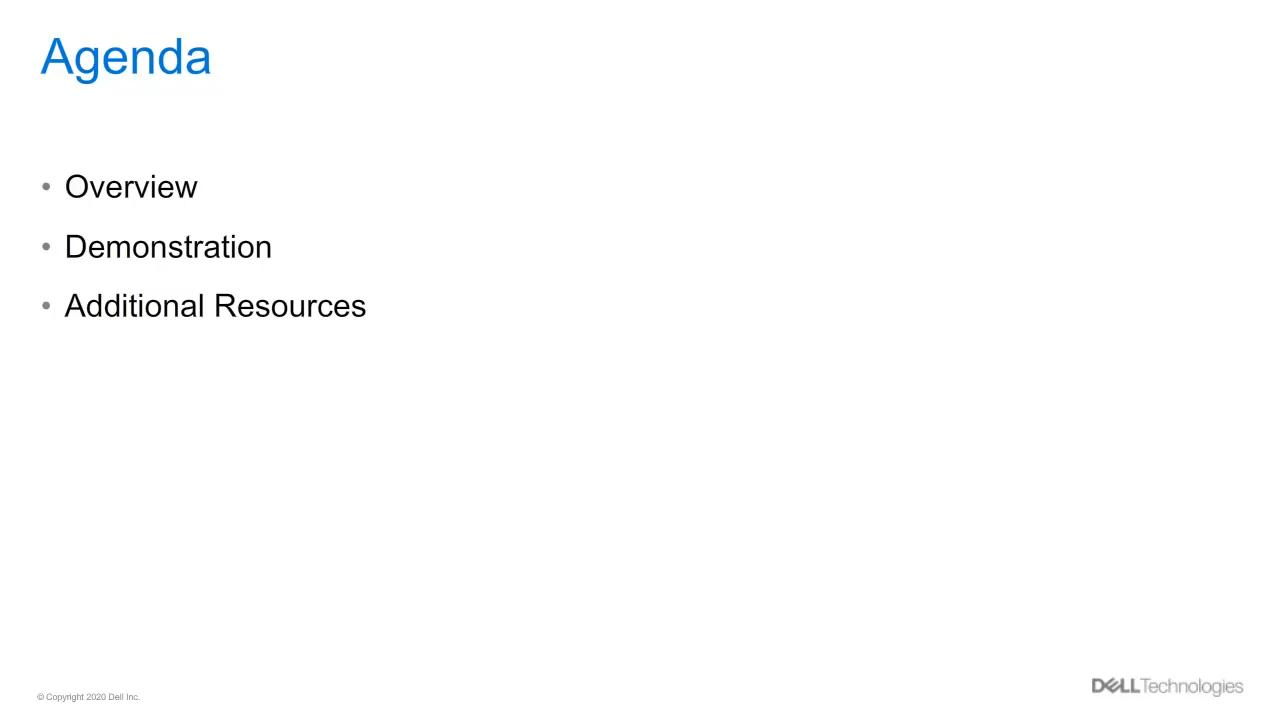 Agenda
• Overview
• Demonstration
• Additional Resources
© Copyright 2020 Dell Inc.
DELLTechnologies